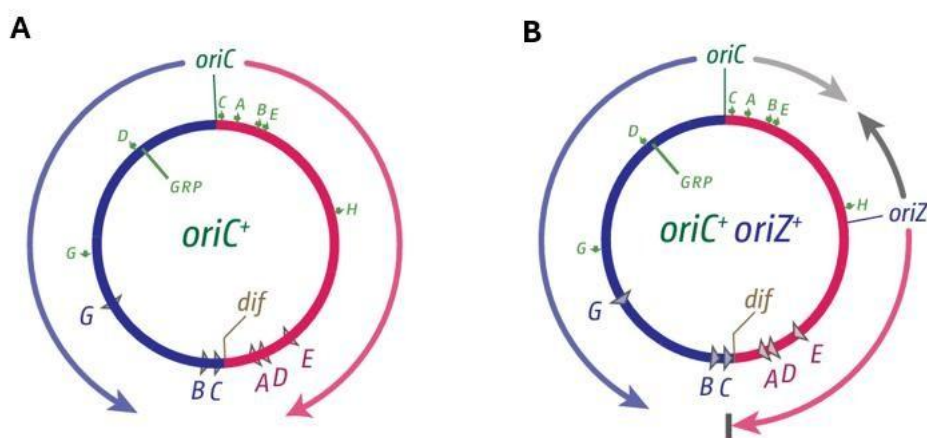 A
oriC
C A B E
D
GRP
H
oriC+
G
G
dif
E
B C A D
B
oriC
C A B E
D
GRP
H
oriZ
oriC+ oriZ+
G
G
dif
E
B C A D